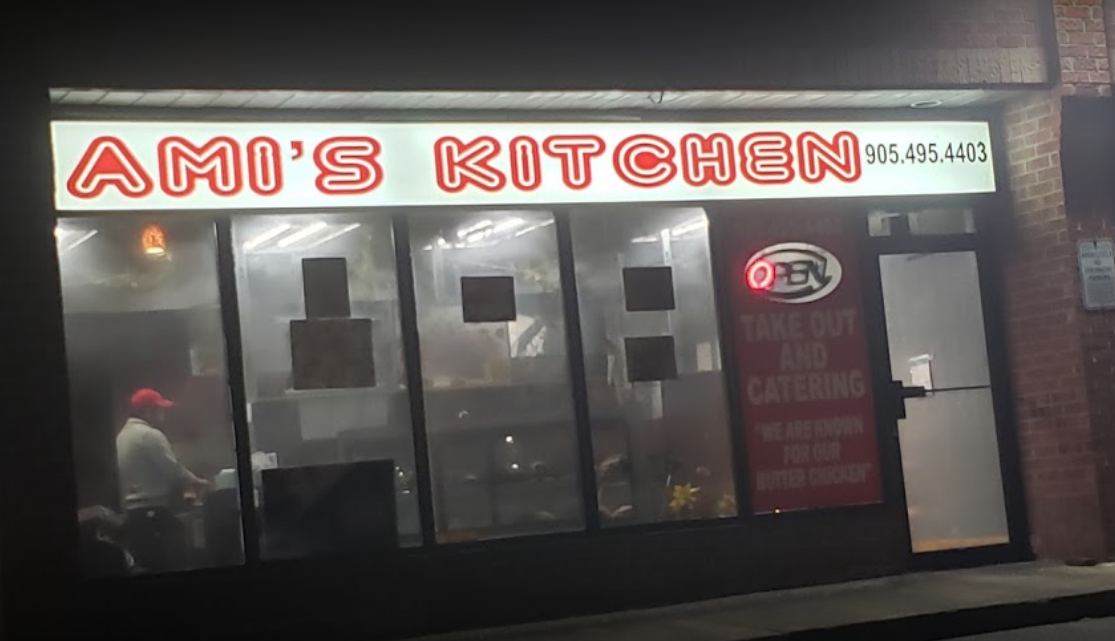 AMI'S KITCHEN 905.495.4403
OPEN
TAKE OUT
AND
CATERING
"WE ARE KNOWN
FOR OUR
BUTTER CHICKEN"